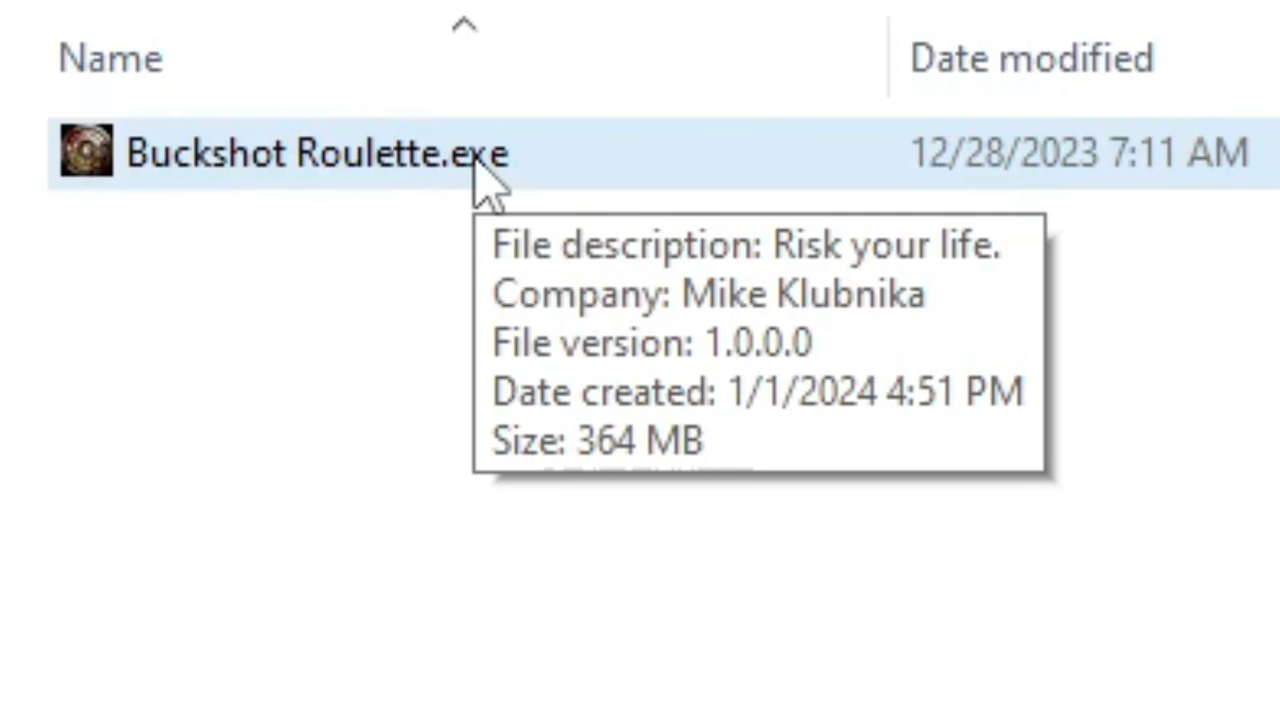 Name
Date modified
Buckshot Roulette.exe
12/28/2023 7:11 AM
File description: Risk your life.
Company: Mike Klubnika
File version: 1.0.0.0
Date created: 1/1/2024 4:51 PM
Size: 364 MB